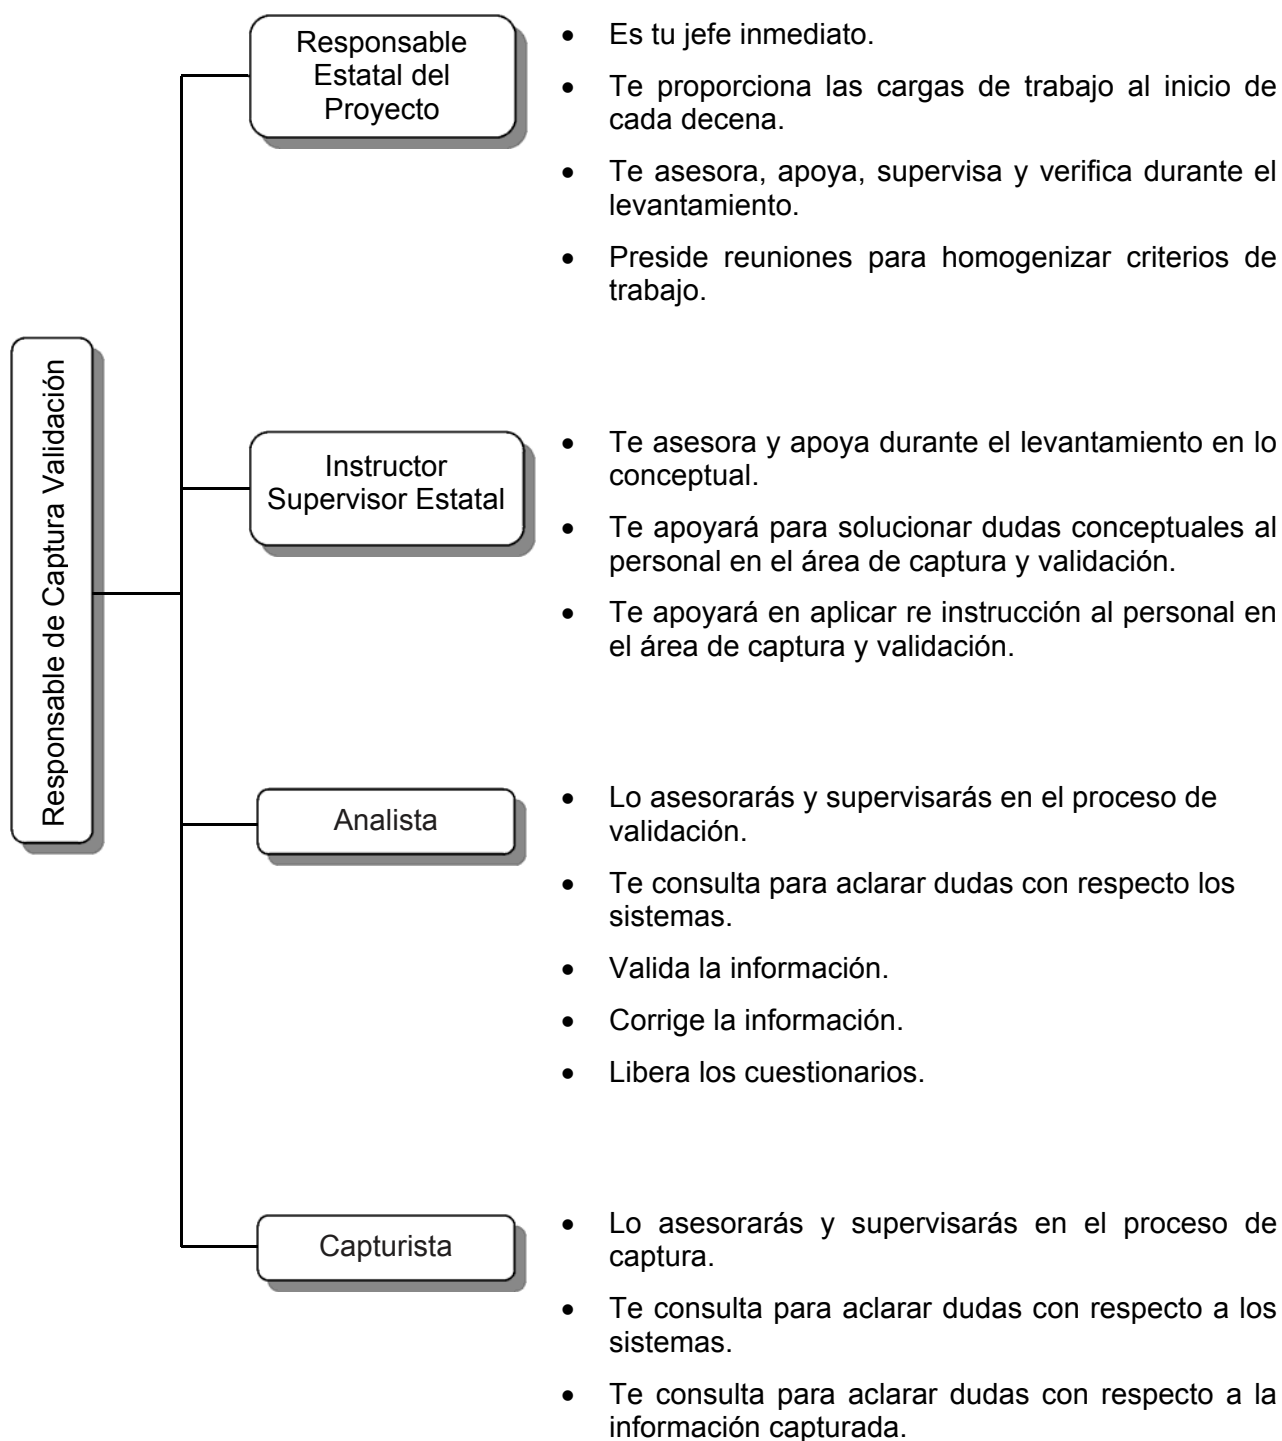 Responsable de Captura Validación
Responsable
Estatal del
Proyecto
• Es tu jefe inmediato.
• Te proporciona las cargas de trabajo al inicio de
cada decena.
• Te asesora, apoya, supervisa y verifica durante el
levantamiento.
• Preside reuniones para homogenizar criterios de
trabajo.
Instructor
Supervisor Estatal
• Te asesora y apoya durante el levantamiento en lo
conceptual.
• Te apoyará para solucionar dudas conceptuales al
personal en el área de captura y validación.
• Te apoyará en aplicar re instrucción al personal en
el área de captura y validación.
Analista
• Lo asesorarás y supervisarás en el proceso de
validación.
• Te consulta para aclarar dudas con respecto los
sistemas.
• Valida la información.
• Corrige la información.
• Libera los cuestionarios.
Capturista
• Lo asesorarás y supervisarás en el proceso de
captura.
• Te consulta para aclarar dudas con respecto a los
sistemas.
• Te consulta para aclarar dudas con respecto a la
información capturada.